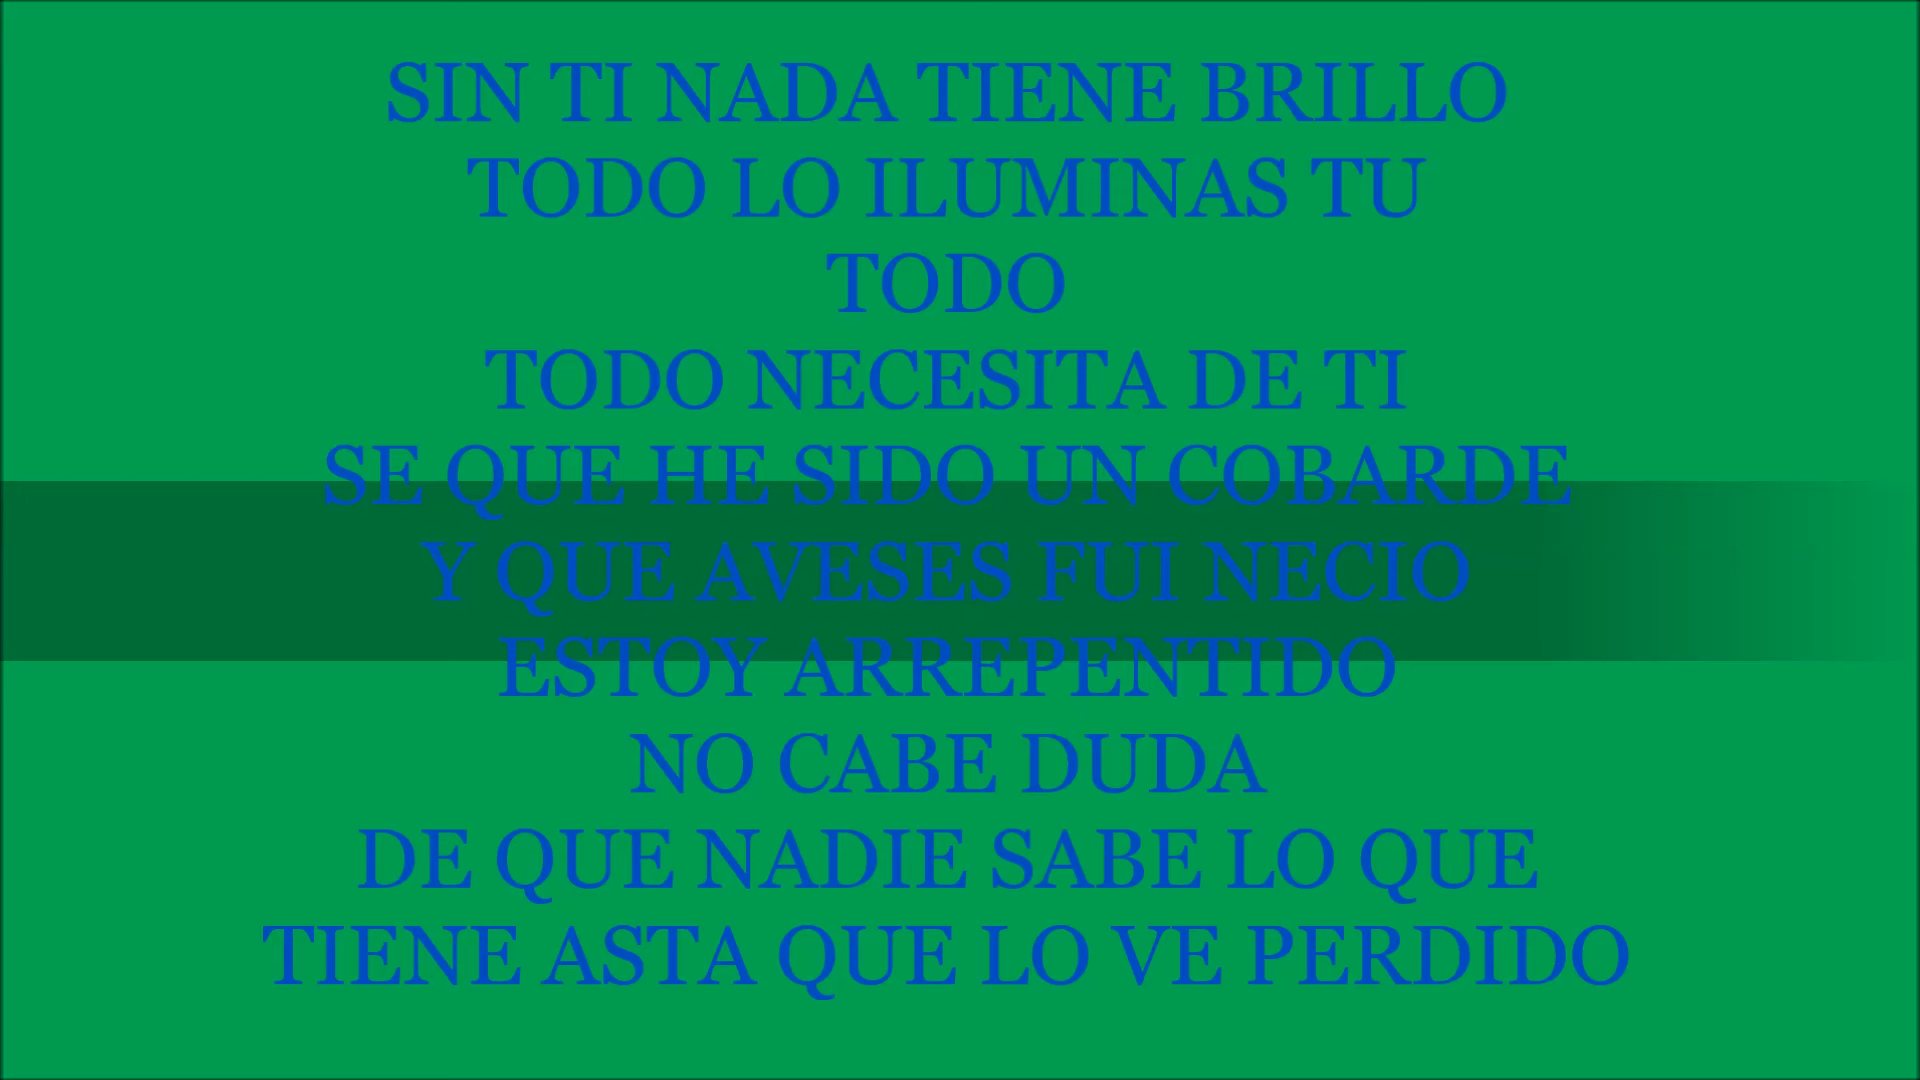 SIN TI NADA TIENE BRILLO
TODO LO ILUMINAS TU
TODO
TODO NECESITA DE TI
SE QUE HE SIDO UN COBARDE
Y QUE AVESES FUI NECIO
ESTOY ARREPENTIDO
NO CABE DUDA
DE QUE NADIE SABE LO QUE
TIENE ASTA QUE LO VE PERDIDO